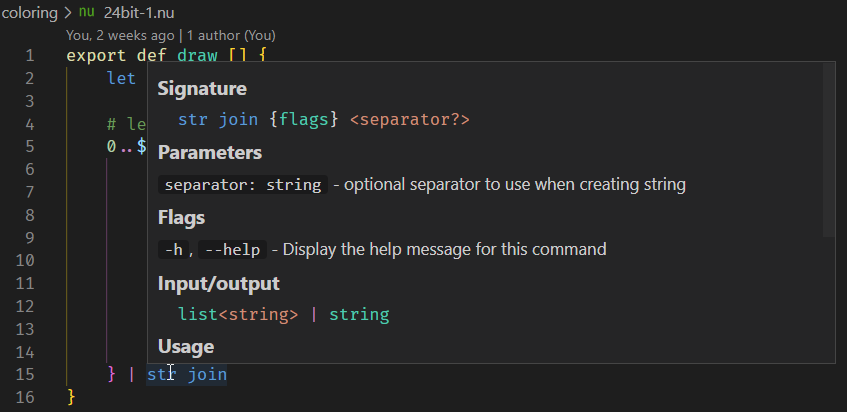 coloring > nu 24bit-1.nu
You, 2 weeks ago | 1 author (You)
1 export def draw [] {
2 let
3
4 # le
5 0..$
6
7
8
9
10
11
12
13
14
15 } | str join
16 }
Signature
str join {flags} <separator?>
Parameters
separator: string - optional separator to use when creating string
Flags
-h, --help - Display the help message for this command
Input/output
list<string> | string
Usage